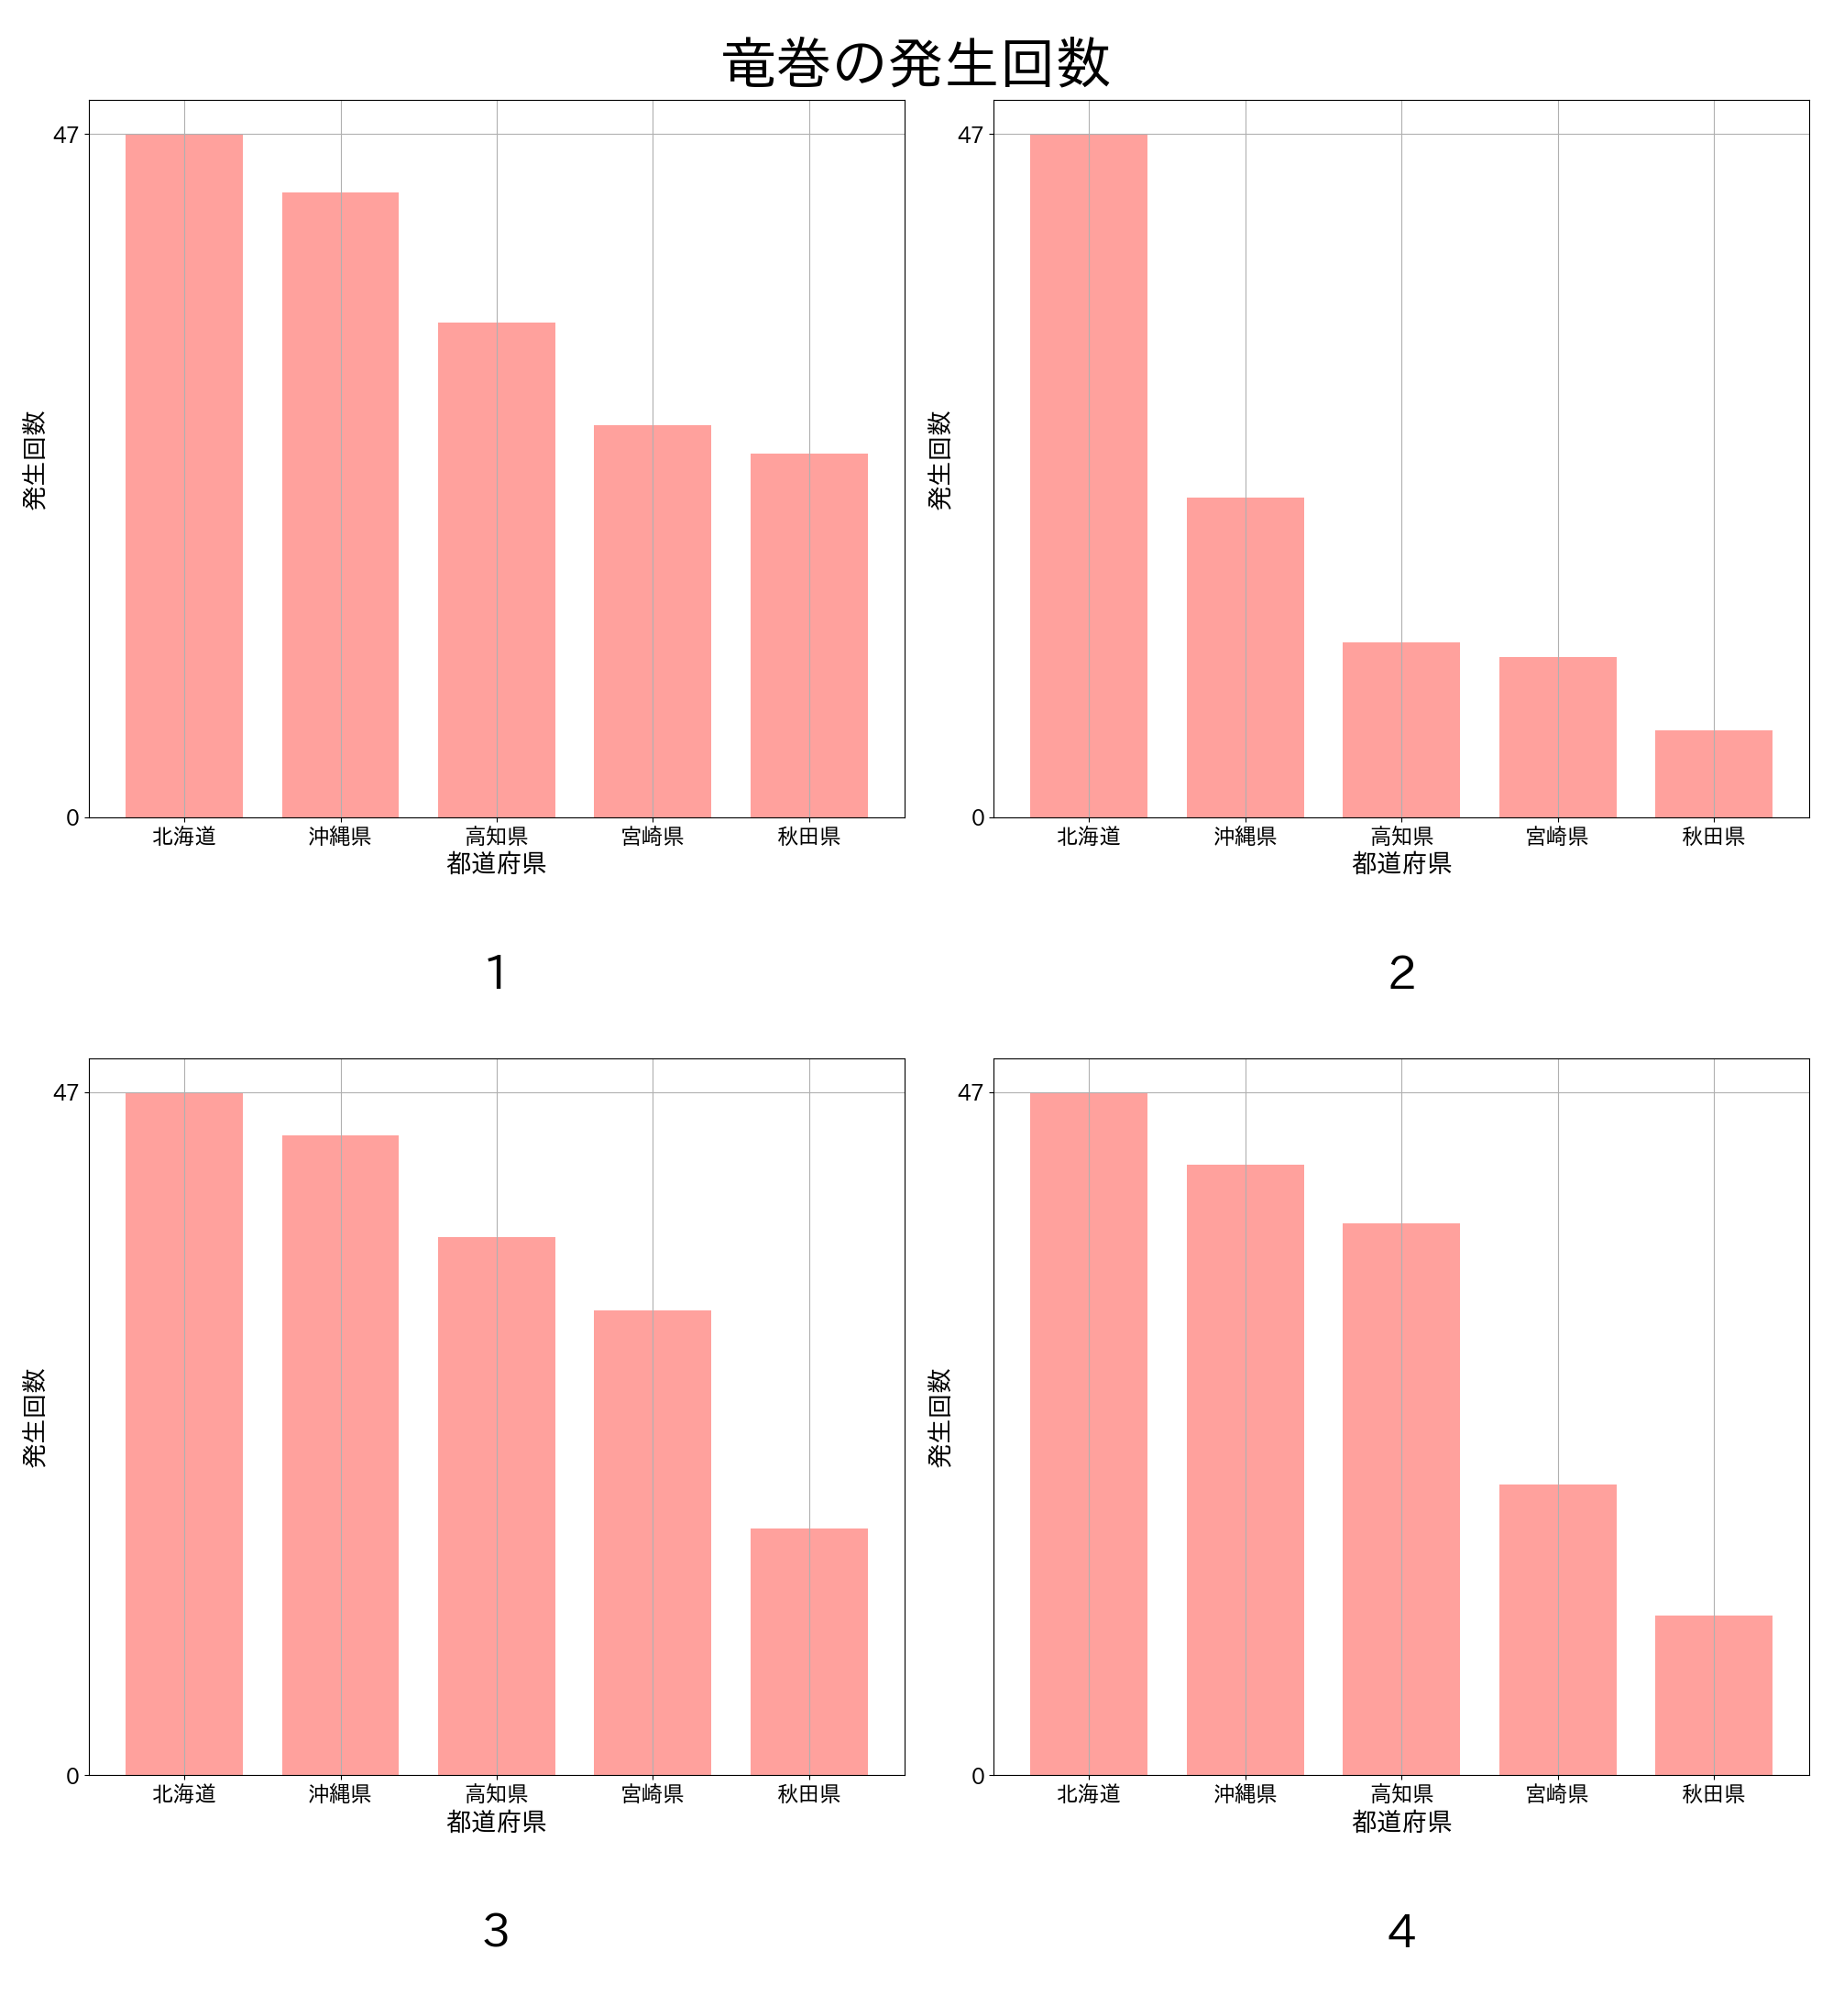 竜巻の発生回数
47
0
発生回数
北海道 沖縄県 高知県 宮崎県 秋田県
都道府県
1
47
0
発生回数
北海道 沖縄県 高知県 宮崎県 秋田県
都道府県
2
47
0
発生回数
北海道 沖縄県 高知県 宮崎県 秋田県
都道府県
3
47
0
発生回数
北海道 沖縄県 高知県 宮崎県 秋田県
都道府県
4